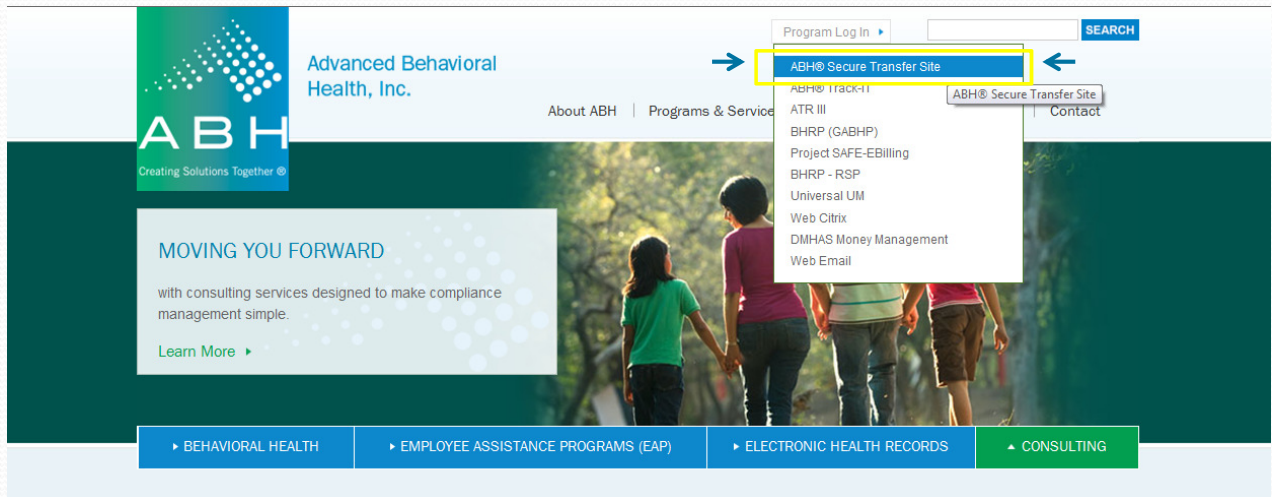 Program Log In
SEARCH
Advanced Behavioral
Health, Inc.
ABH
Creating Solutions Together ®
ABH® Secure Transfer Site
ABH® Track-IT
ABH® Secure Transfer Site
ATR III
BHRP (GABHP)
Project SAFE-EBilling
BHRP - RSP
Universal UM
Web Citrix
DMHAS Money Management
Web Email
About ABH | Programs & Service | Contact
MOVING YOU FORWARD
with consulting services designed to make compliance
management simple.
Learn More
BEHAVIORAL HEALTH
EMPLOYEE ASSISTANCE PROGRAMS (EAP)
ELECTRONIC HEALTH RECORDS
CONSULTING